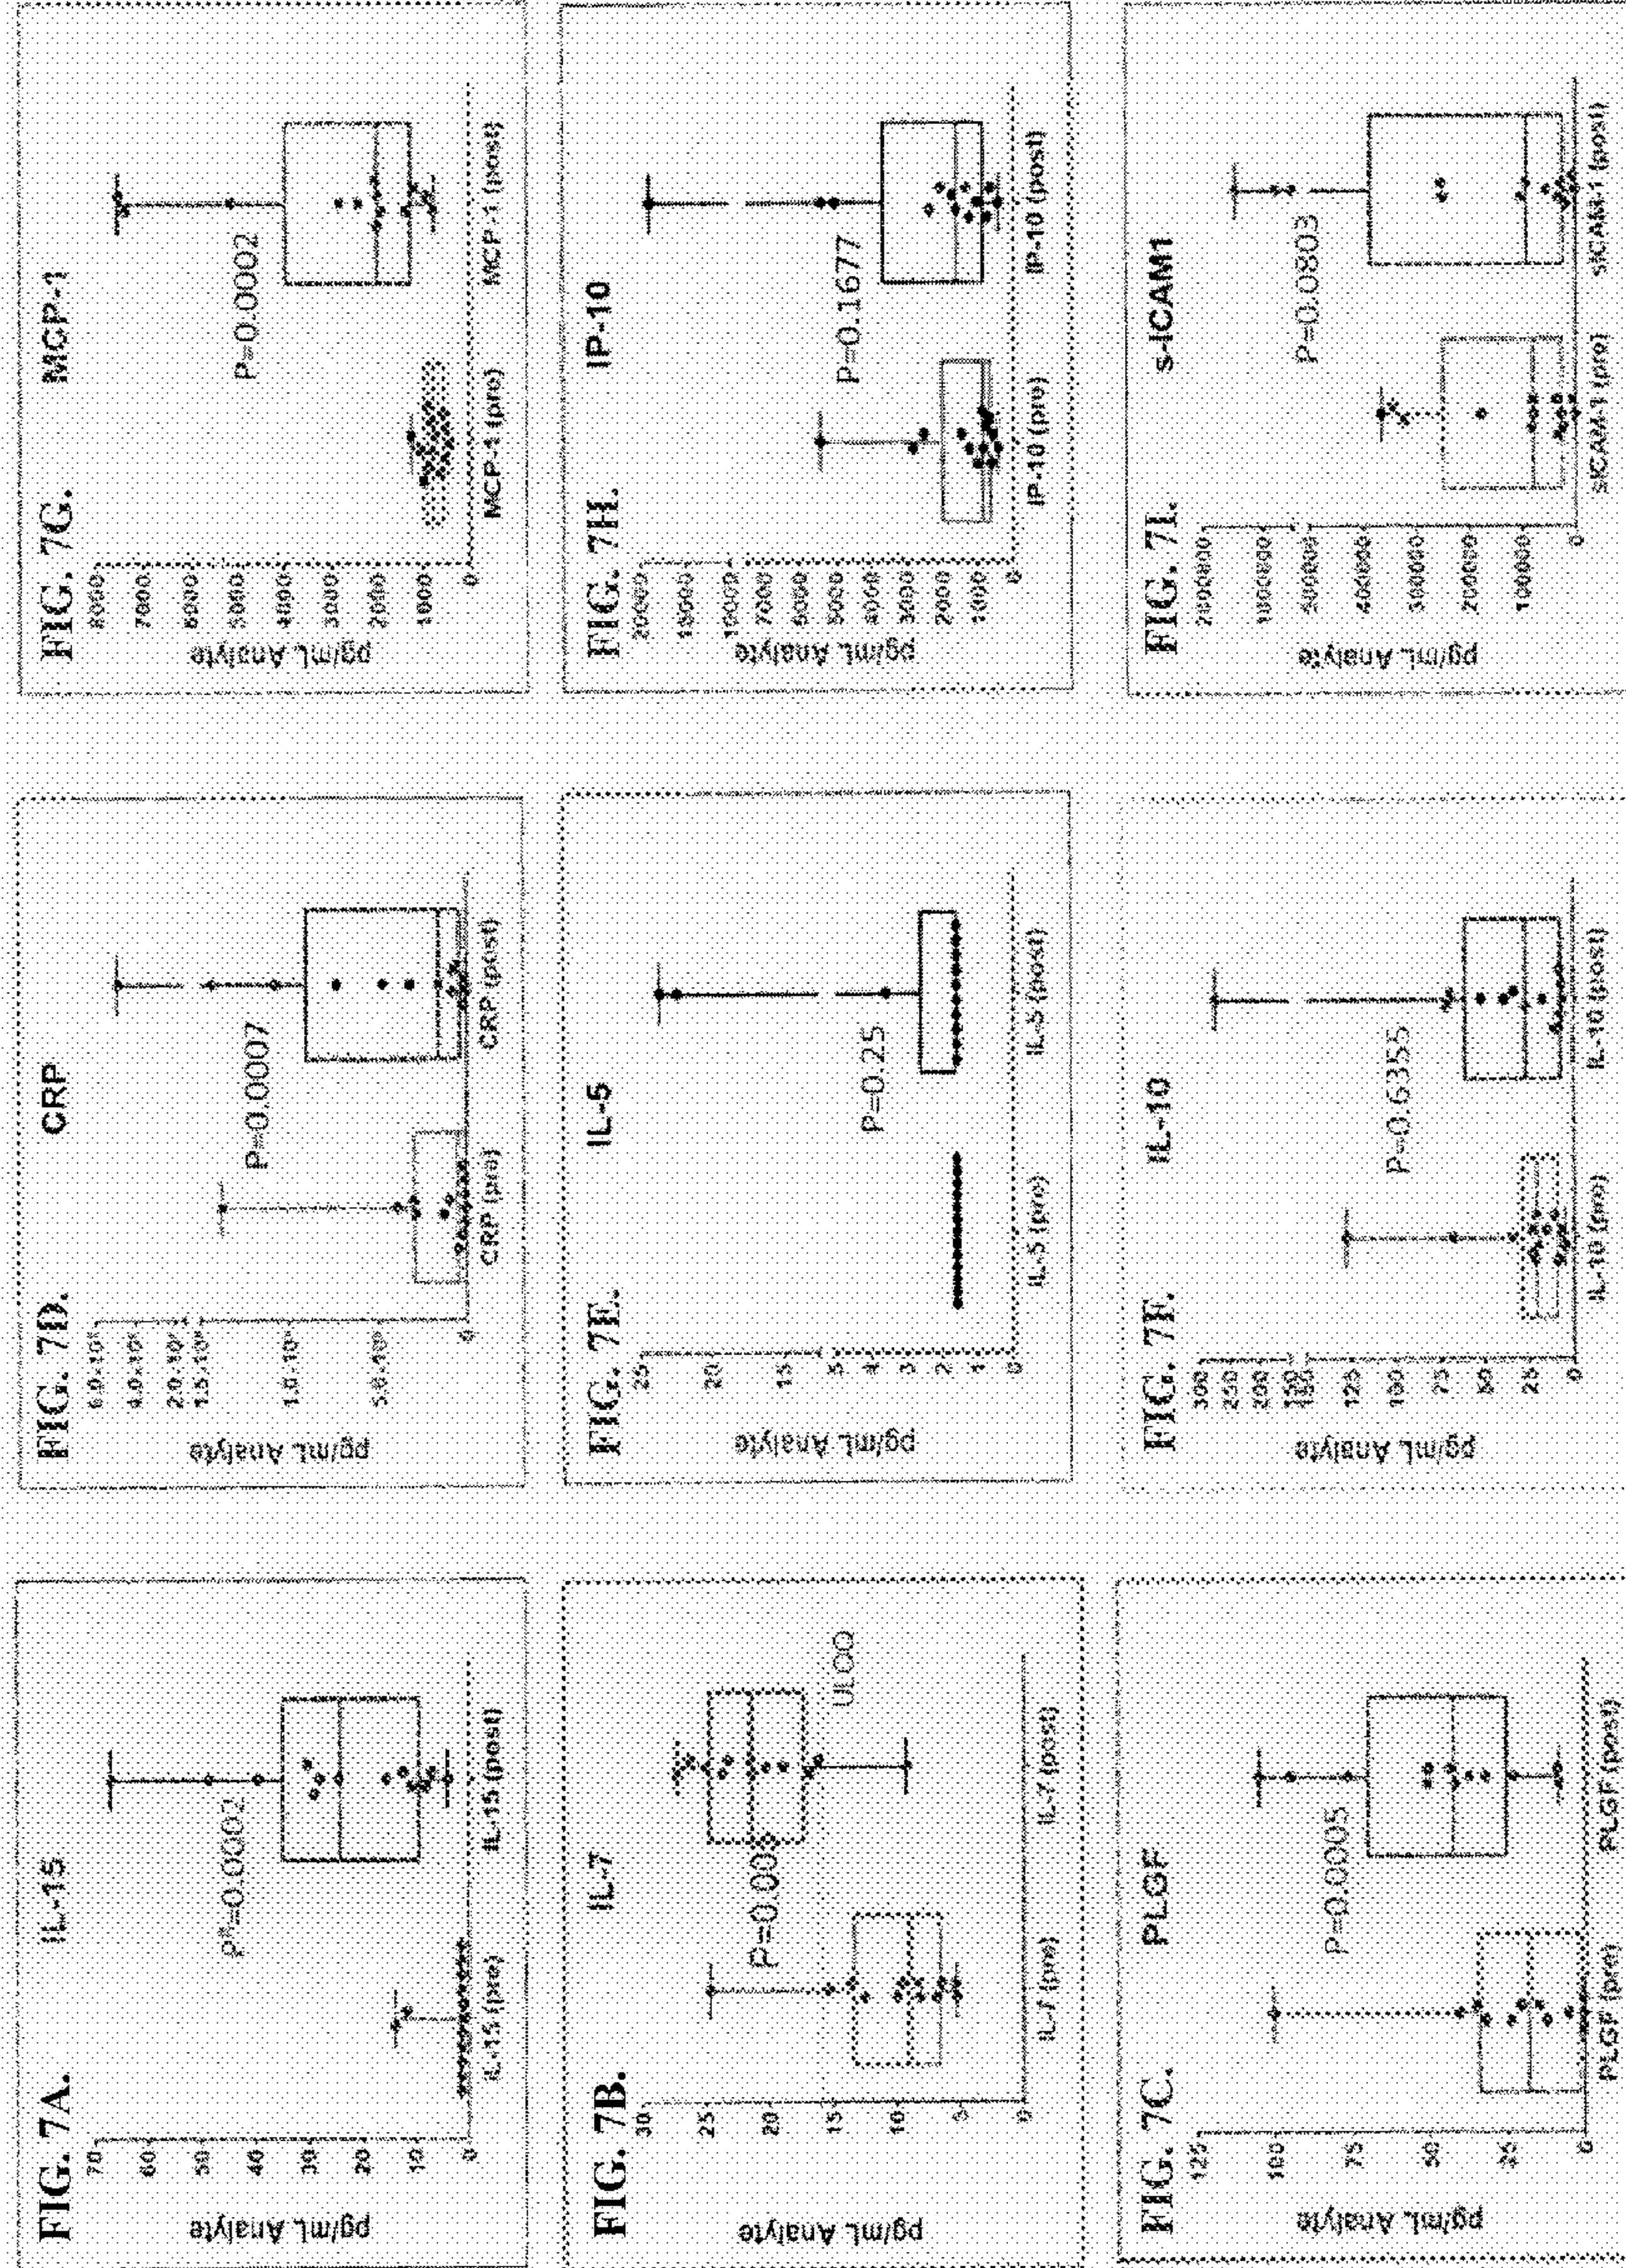 FIG. 7A.
IL-15
pg/mL Analyte
70
60
50
40
30
20
10
0
P*=0.0002
IL-15 (pre)
IL-15 (post)
FIG. 7B.
IL-7
pg/mL Analyte
30
25
20
15
10
5
0
ULOQ
IL-7 (pre)
IL-7 (post)
FIG. 7C.
PLGF
pg/mL Analyte
125
100
75
50
25
0
P=0.0005
PLGF (pre)
PLGF (post)
FIG. 7D.
CRP
pg/mL Analyte
0
P=0.0007
CRP (pre)
CRP (post)
FIG. 7E.
IL-5
pg/mL Analyte
25
20
15
5
4
3
2
1
0
P=0.25
IL-5 (pre)
IL-5 (post)
FIG. 7F.
IL-10
pg/mL Analyte
300
250
200
125
100
75
50
25
0
P=0.6355
IL-10 (pre)
IL-10 (post)
FIG. 7G.
MCP-1
pg/mL Analyte
8000
7000
6000
5000
4000
3000
2000
1000
0
P=0.0002
MCP-1 (pre)
MCP-1 (post)
FIG. 7H.
IP-10
pg/mL Analyte
20000
15000
10000
7000
6000
5000
4000
3000
2000
1000
0
P=0.1677
IP-10 (pre)
IP-10 (post)
FIG. 7I.
s-ICAM1
pg/mL Analyte
2000000
1000000
500000
400000
300000
200000
100000
0
P=0.0803
sICAM-1 (pre)
sICAM-1 (post)